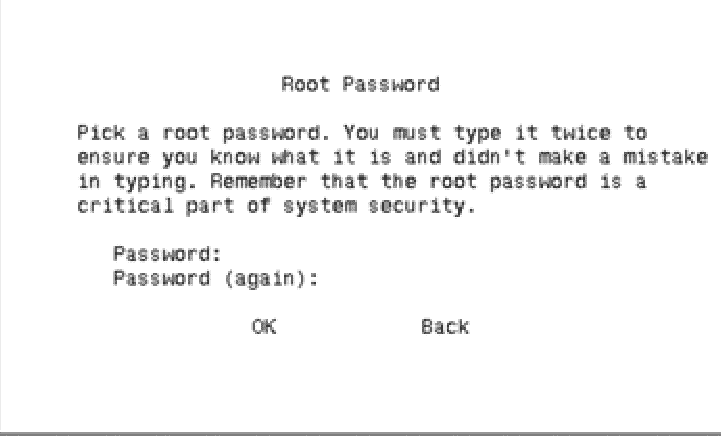 Root Password
Pick a root password. You must type it twice to
ensure you know what it is and didn't make a mistake
in typing. Remember that the root password is a
critical part of system security.
Password:
Password (again):
OK Back